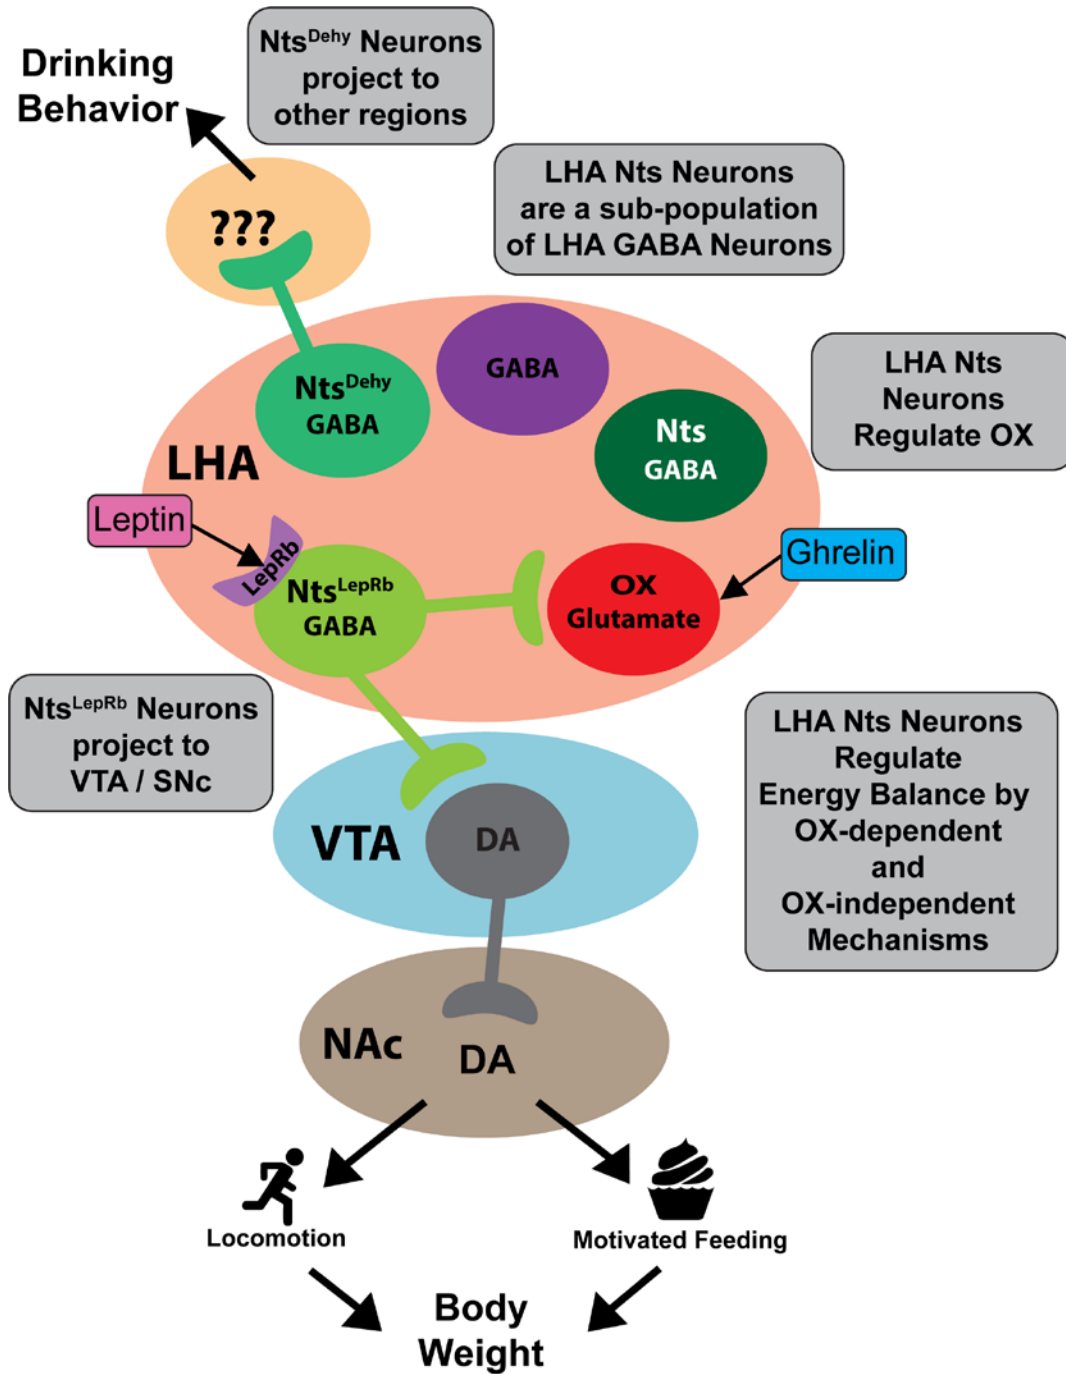 Drinking
Behavior
Nts^Dehy Neurons
project to
other regions
LHA Nts Neurons
are a sub-population
of LHA GABA Neurons
???
Nts^Dehy
GABA
GABA
Nts
GABA
LHA Nts
Neurons
Regulate OX
LHA
Leptin
LepRb
Nts^LepRb
GABA
OX
Glutamate
Ghrelin
Nts^LepRb Neurons
project to
VTA / SNc
LHA Nts Neurons
Regulate
Energy Balance by
OX-dependent
and
OX-independent
Mechanisms
VTA
DA
NAc
DA
Locomotion
Motivated Feeding
Body
Weight